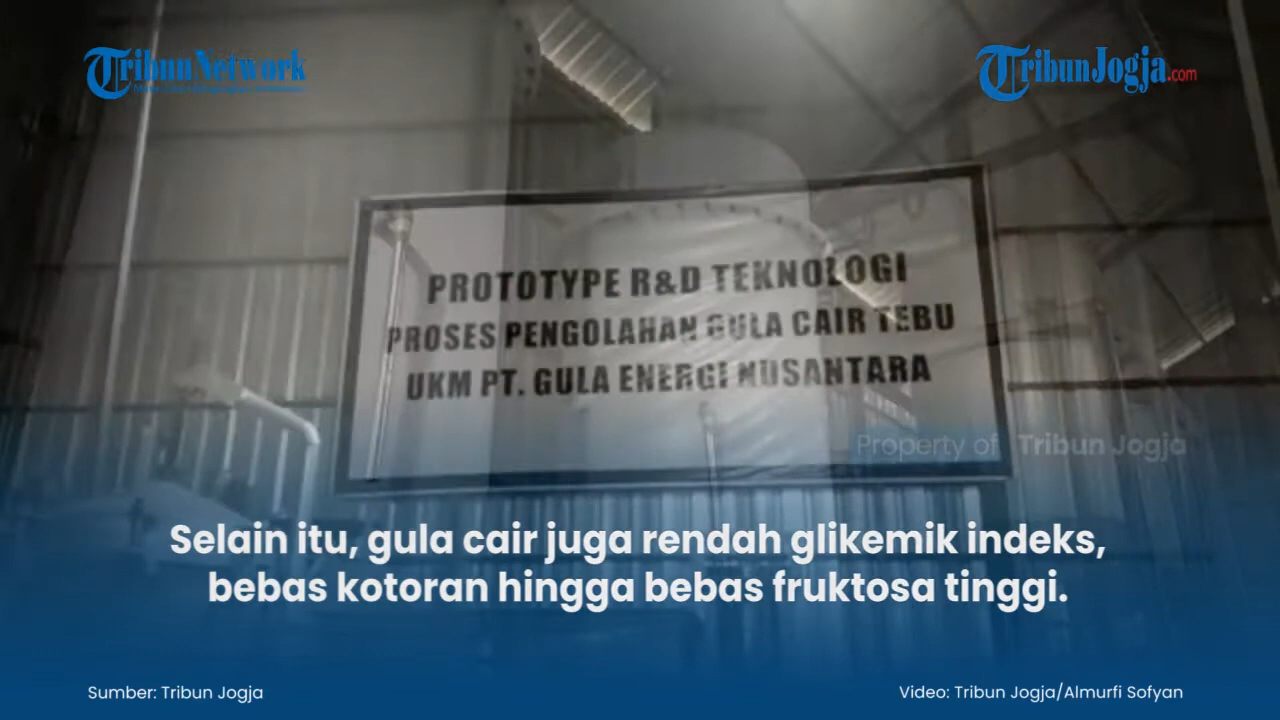 TribunNetwork
TribunJogja.com
PROTOTYPE R&D TEKNOLOGI
PROSES PENGOLAHAN GULA CAIR TEBU
UKM PT. GULA ENERGI NUSANTARA
Property of Tribun Jogja
Selain itu, gula cair juga rendah glikemik indeks,
bebas kotoran hingga bebas fruktosa tinggi.
Sumber: Tribun Jogja
Video: Tribun Jogja/Almurfi Sofyan